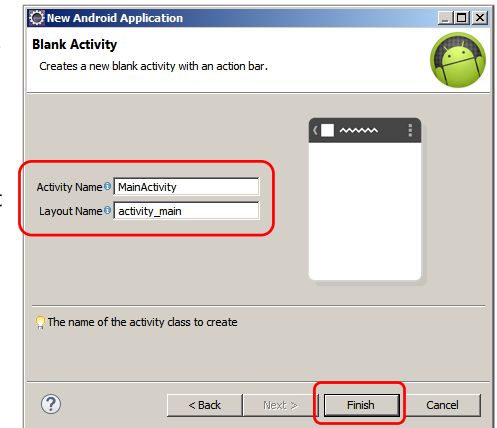 New Android Application
Blank Activity
Creates a new blank activity with an action bar.
Activity Name MainActivity
Layout Name activity_main
The name of the activity class to create
< Back Next > Finish Cancel